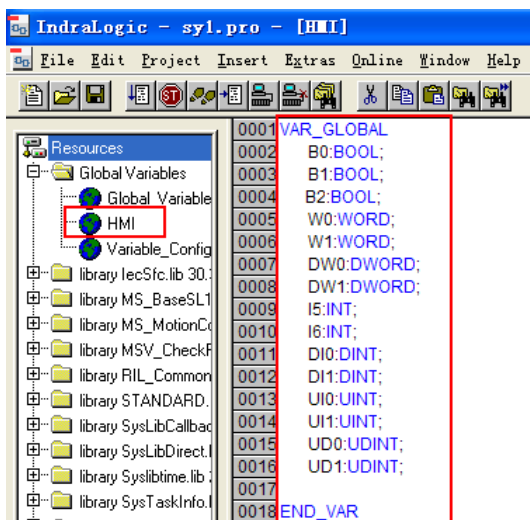 IndraLogic - sy1.pro - [HMI]
File Edit Project Insert Extras Online Window Help
Resources
Global Variables
Global_Variable
HMI
Variable_Config
library IecSfc.lib 30.
library MS_BaseSL1
library MS_MotionCo
library MSV_CheckF
library RIL_Common
library STANDARD.
library SysLibCallbac
library SysLibDirect.l
library Syslibtime.lib
library SysTaskInfo.l
0001 VAR_GLOBAL
0002 B0:BOOL;
0003 B1:BOOL;
0004 B2:BOOL;
0005 W0:WORD;
0006 W1:WORD;
0007 DW0:DWORD;
0008 DW1:DWORD;
0009 I5:INT;
0010 I6:INT;
0011 DI0:DINT;
0012 DI1:DINT;
0013 UI0:UINT;
0014 UI1:UINT;
0015 UD0:UDINT;
0016 UD1:UDINT;
0017
0018 END_VAR